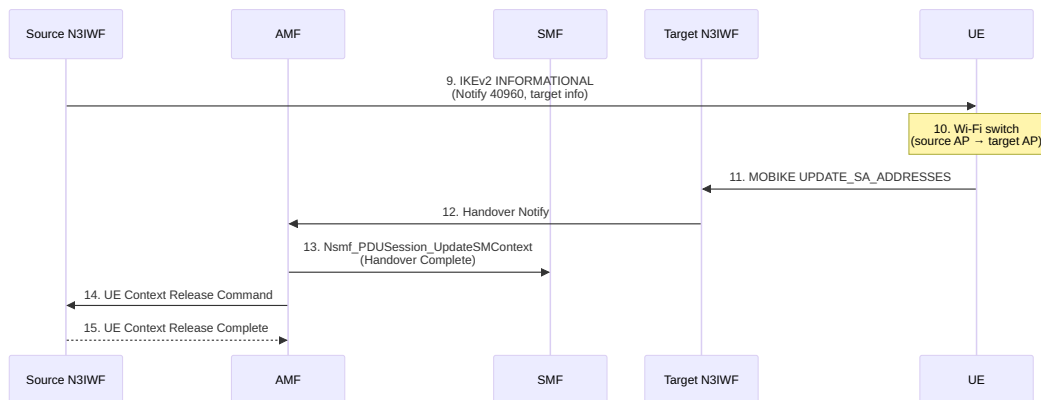 Source N3IWF
AMF
SMF
Target N3IWF
UE
9. IKEv2 INFORMATIONAL
(Notify 40960, target info)
10. Wi-Fi switch
(source AP → target AP)
11. MOBIKE UPDATE_SA_ADDRESSES
12. Handover Notify
13. Nsmf_PDUSession_UpdateSMContext
(Handover Complete)
14. UE Context Release Command
15. UE Context Release Complete
Source N3IWF
AMF
SMF
Target N3IWF
UE